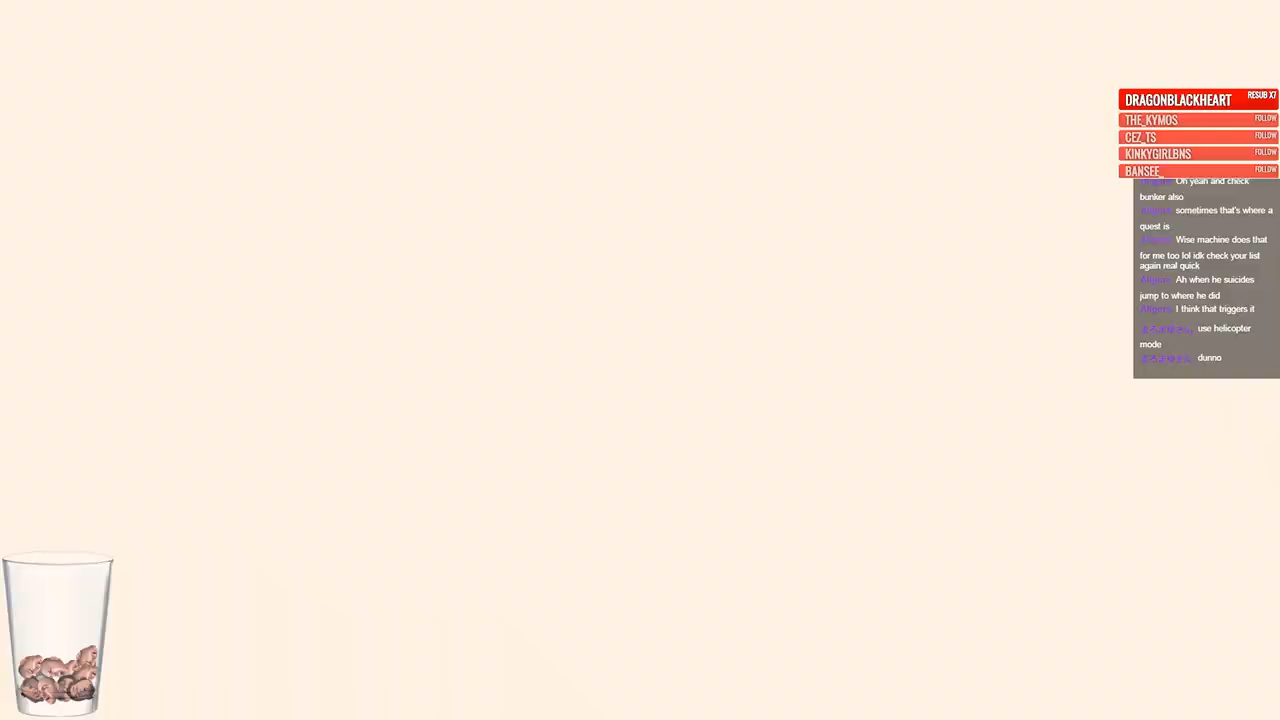 DRAGONBLACKHEART RESUB X7
THE_KYMOS FOLLOW
CEZ_TS FOLLOW
KINKYGIRLBNS FOLLOW
BANSEE_ FOLLOW
Oh yeah and check
bunker also
sometimes that's where a
quest is
Wise machine does that
for me too lol idk check your list
again real quick
Ah when he suicides
jump to where he did
I think that triggers it
use helicopter
mode
dunno